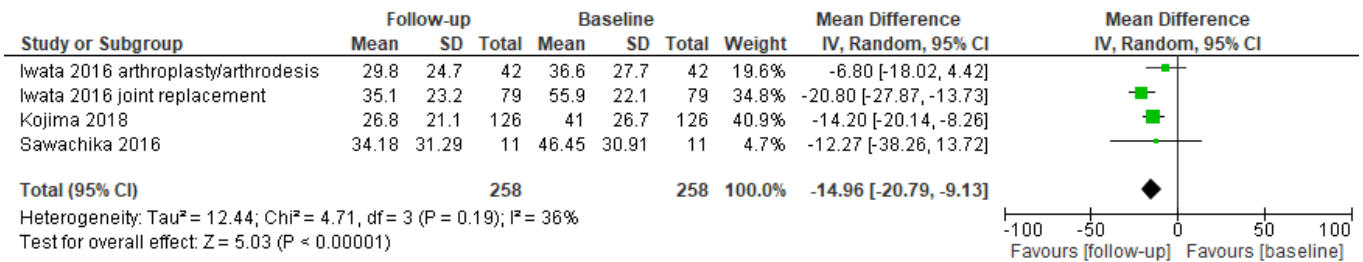 Follow-up Baseline Mean Difference Mean Difference
Study or Subgroup Mean SD Total Mean SD Total Weight IV, Random, 95% CI IV, Random, 95% CI
Iwata 2016 arthroplasty/arthrodesis 29.8 24.7 42 36.6 27.7 42 19.6% -6.80 [-18.02, 4.42]
Iwata 2016 joint replacement 35.1 23.2 79 55.9 22.1 79 34.8% -20.80 [-27.87, -13.73]
Kojima 2018 26.8 21.1 126 41 26.7 126 40.9% -14.20 [-20.14, -8.26]
Sawachika 2016 34.18 31.29 11 46.45 30.91 11 4.7% -12.27 [-38.26, 13.72]
Total (95% CI) 258 258 100.0% -14.96 [-20.79, -9.13]
Heterogeneity: Tau² = 12.44; Chi² = 4.71, df = 3 (P = 0.19); I² = 36%
Test for overall effect: Z = 5.03 (P < 0.00001)
-100 -50 0 50 100
Favours [follow-up] Favours [baseline]